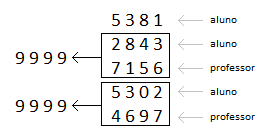 5381 aluno
2843 aluno
9999
7156 professor
5302 aluno
9999
4697 professor